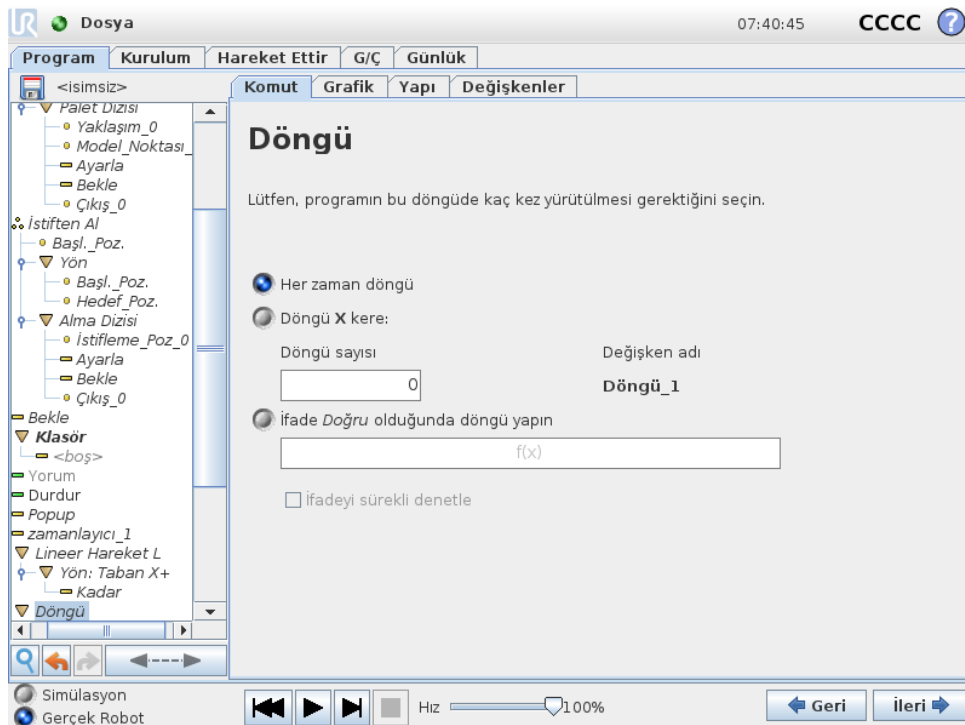 UR Dosya 07:40:45 CCCC ?
Program Kurulum Hareket Ettir G/Ç Günlük
<isimsiz>
Komut Grafik Yapı Değişkenler
Palet Dizisi
Yaklaşım_0
Model_Noktası_
Ayarla
Bekle
Çıkış_0
İstiften Al
Başl._Poz.
Yön
Başl._Poz.
Hedef_Poz.
Alma Dizisi
İstifleme_Poz_0
Ayarla
Bekle
Çıkış_0
Bekle
Klasör
<boş>
Yorum
Durdur
Popup
zamanlayıcı_1
Lineer Hareket L
Yön: Taban X+
Kadar
Döngü
Döngü
Lütfen, programın bu döngüde kaç kez yürütülmesi gerektiğini seçin.
Her zaman döngü
Döngü X kere:
Döngü sayısı Değişken adı
0 Döngü_1
İfade Doğru olduğunda döngü yapın
f(x)
İfadeyi sürekli denetle
Simülasyon
Gerçek Robot
Hız 100%
Geri İleri